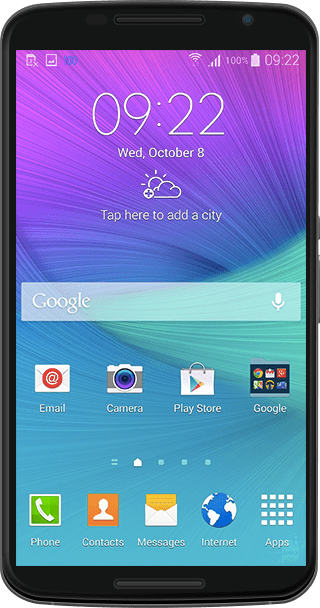 100% 09:22
09:22
Wed, October 8
Tap here to add a city
Google
Email Camera Play Store Google
Phone Contacts Messages Internet Apps